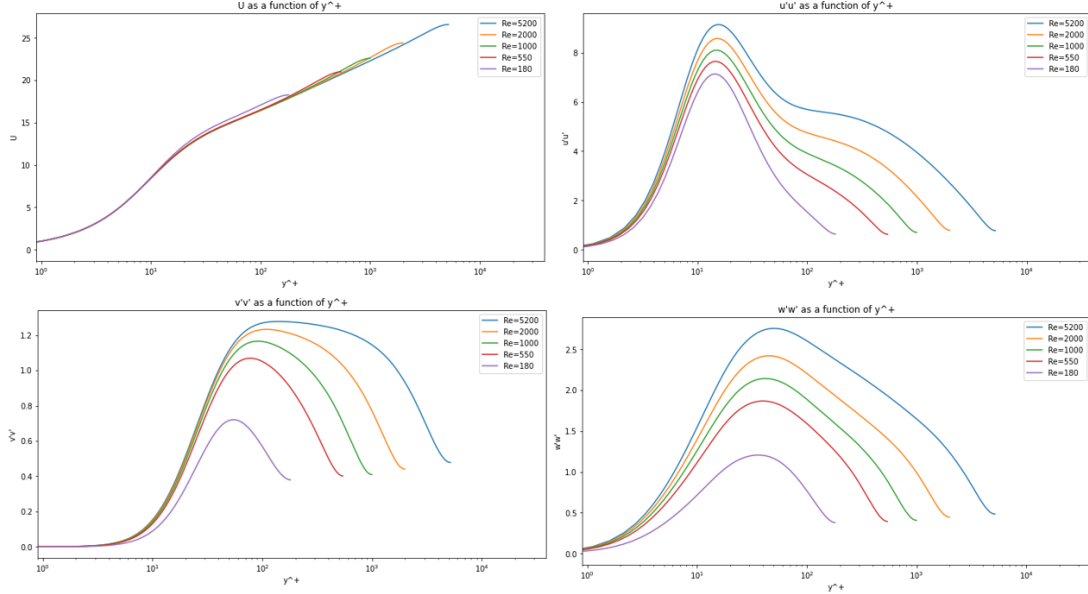 U as a function of y^+
U
25
20
15
10
5
0
10⁰
10¹
10²
10³
10⁴
y^+
Re=5200
Re=2000
Re=1000
Re=550
Re=180
u'u' as a function of y^+
u'u'
8
6
4
2
0
10⁰
10¹
10²
10³
10⁴
y^+
Re=5200
Re=2000
Re=1000
Re=550
Re=180
v'v' as a function of y^+
v'v'
1.2
1.0
0.8
0.6
0.4
0.2
0.0
10⁰
10¹
10²
10³
10⁴
y^+
Re=5200
Re=2000
Re=1000
Re=550
Re=180
w'w' as a function of y^+
w'w'
2.5
2.0
1.5
1.0
0.5
0.0
10⁰
10¹
10²
10³
10⁴
y^+
Re=5200
Re=2000
Re=1000
Re=550
Re=180